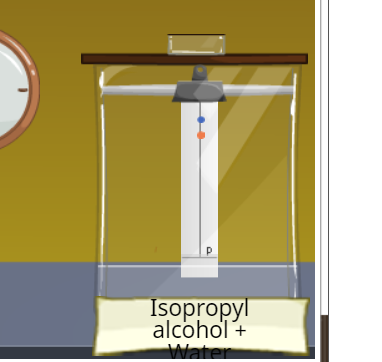 p
Isopropyl
alcohol +
Water